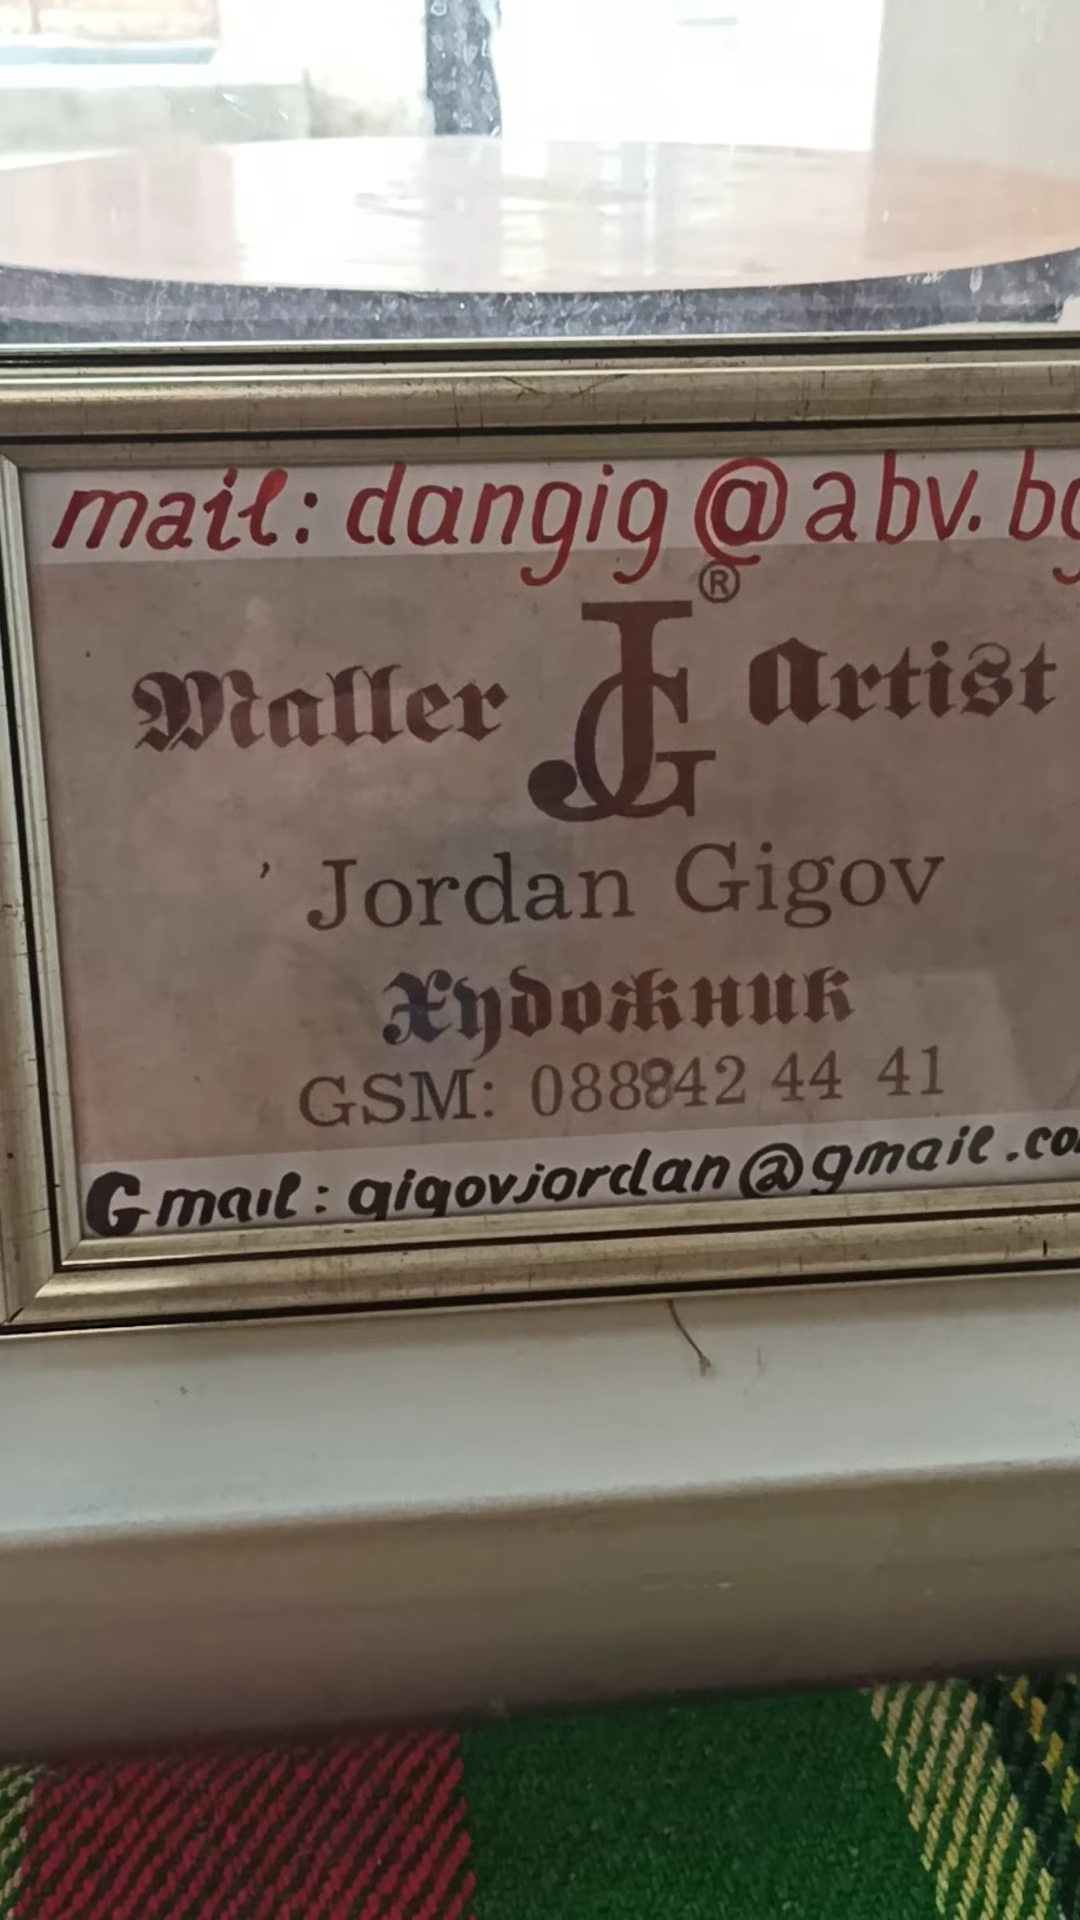 mail: dangig@abv.bg
®
Maller JG Artist
Jordan Gigov
Художник
GSM: 088842 44 41
Gmail: gigovjordan@gmail.co